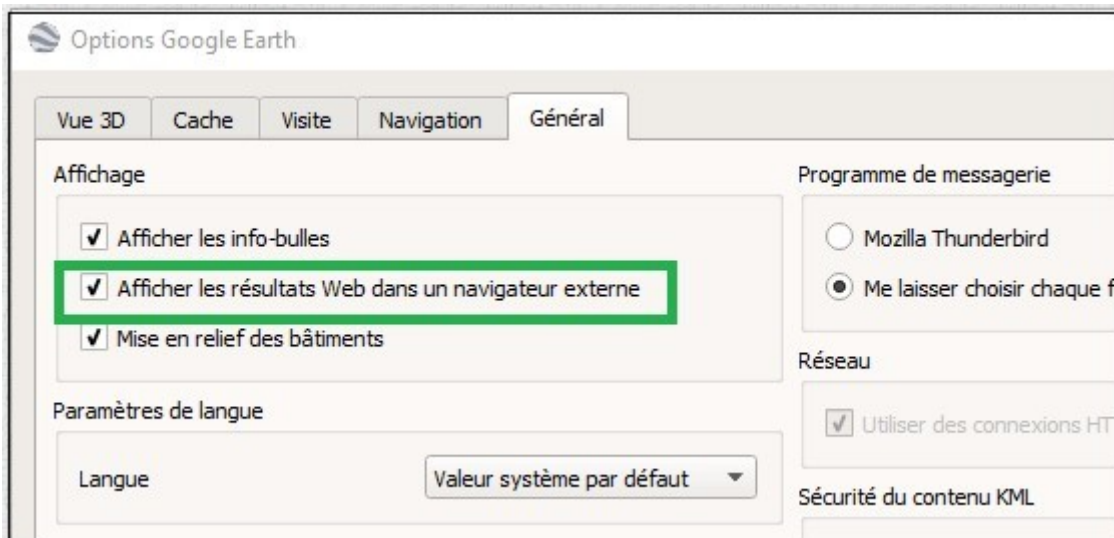 Options Google Earth
Vue 3D Cache Visite Navigation Général
Affichage
Afficher les info-bulles
Afficher les résultats Web dans un navigateur externe
Mise en relief des bâtiments
Paramètres de langue
Langue Valeur système par défaut
Programme de messagerie
Mozilla Thunderbird
Me laisser choisir chaque f
Réseau
Utiliser des connexions HT
Sécurité du contenu KML